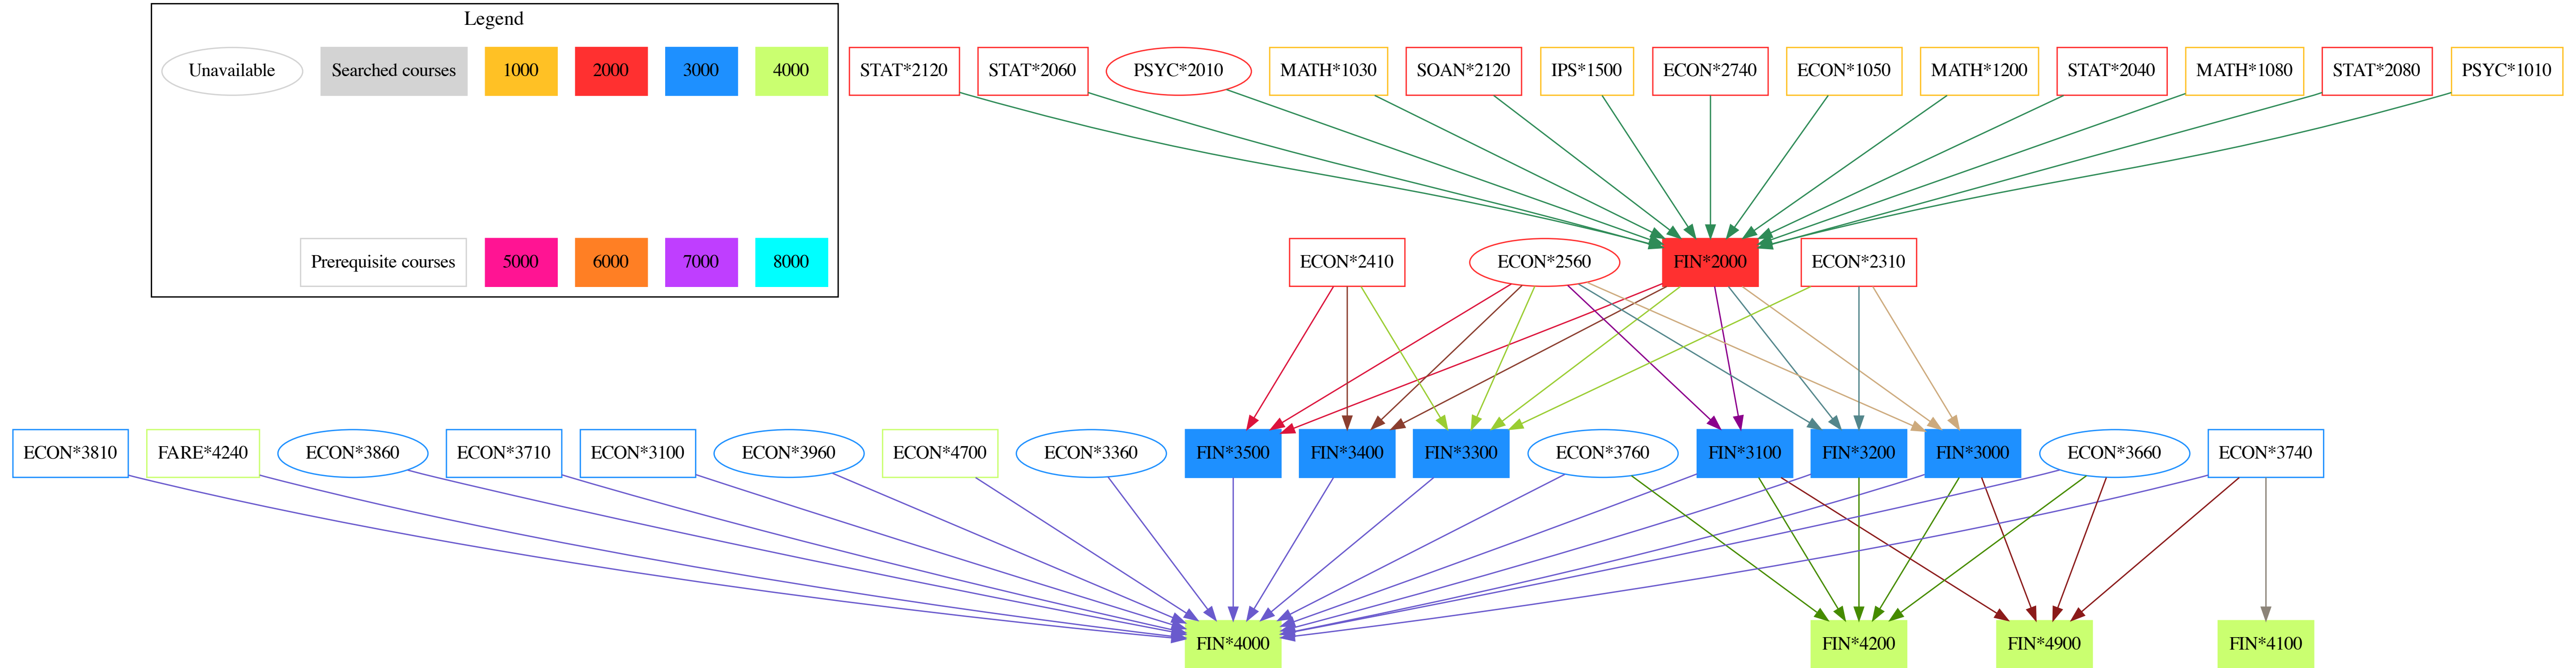 Legend
Unavailable
Searched courses
1000
2000
3000
4000
STAT*2120
STAT*2060
PSYC*2010
MATH*1030
SOAN*2120
IPS*1500
ECON*2740
ECON*1050
MATH*1200
STAT*2040
MATH*1080
STAT*2080
PSYC*1010
Prerequisite courses
5000
6000
7000
8000
ECON*2410
ECON*2560
FIN*2000
ECON*2310
ECON*3810
FARE*4240
ECON*3860
ECON*3710
ECON*3100
ECON*3960
ECON*4700
ECON*3360
FIN*3500
FIN*3400
FIN*3300
ECON*3760
FIN*3100
FIN*3200
FIN*3000
ECON*3660
ECON*3740
FIN*4000
FIN*4200
FIN*4900
FIN*4100